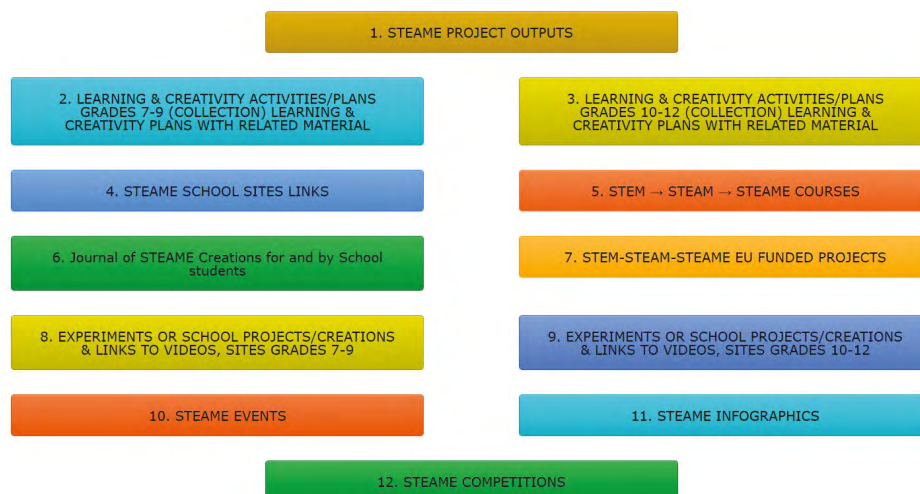 1. STEAME PROJECT OUTPUTS
2. LEARNING & CREATIVITY ACTIVITIES/PLANS
GRADES 7-9 (COLLECTION) LEARNING &
CREATIVITY PLANS WITH RELATED MATERIAL
3. LEARNING & CREATIVITY ACTIVITIES/PLANS
GRADES 10-12 (COLLECTION) LEARNING &
CREATIVITY PLANS WITH RELATED MATERIAL
4. STEAME SCHOOL SITES LINKS
5. STEM → STEAM → STEAME COURSES
6. Journal of STEAME Creations for and by School
students
7. STEM-STEAM-STEAME EU FUNDED PROJECTS
8. EXPERIMENTS OR SCHOOL PROJECTS/CREATIONS
& LINKS TO VIDEOS, SITES GRADES 7-9
9. EXPERIMENTS OR SCHOOL PROJECTS/CREATIONS
& LINKS TO VIDEOS, SITES GRADES 10-12
10. STEAME EVENTS
11. STEAME INFOGRAPHICS
12. STEAME COMPETITIONS